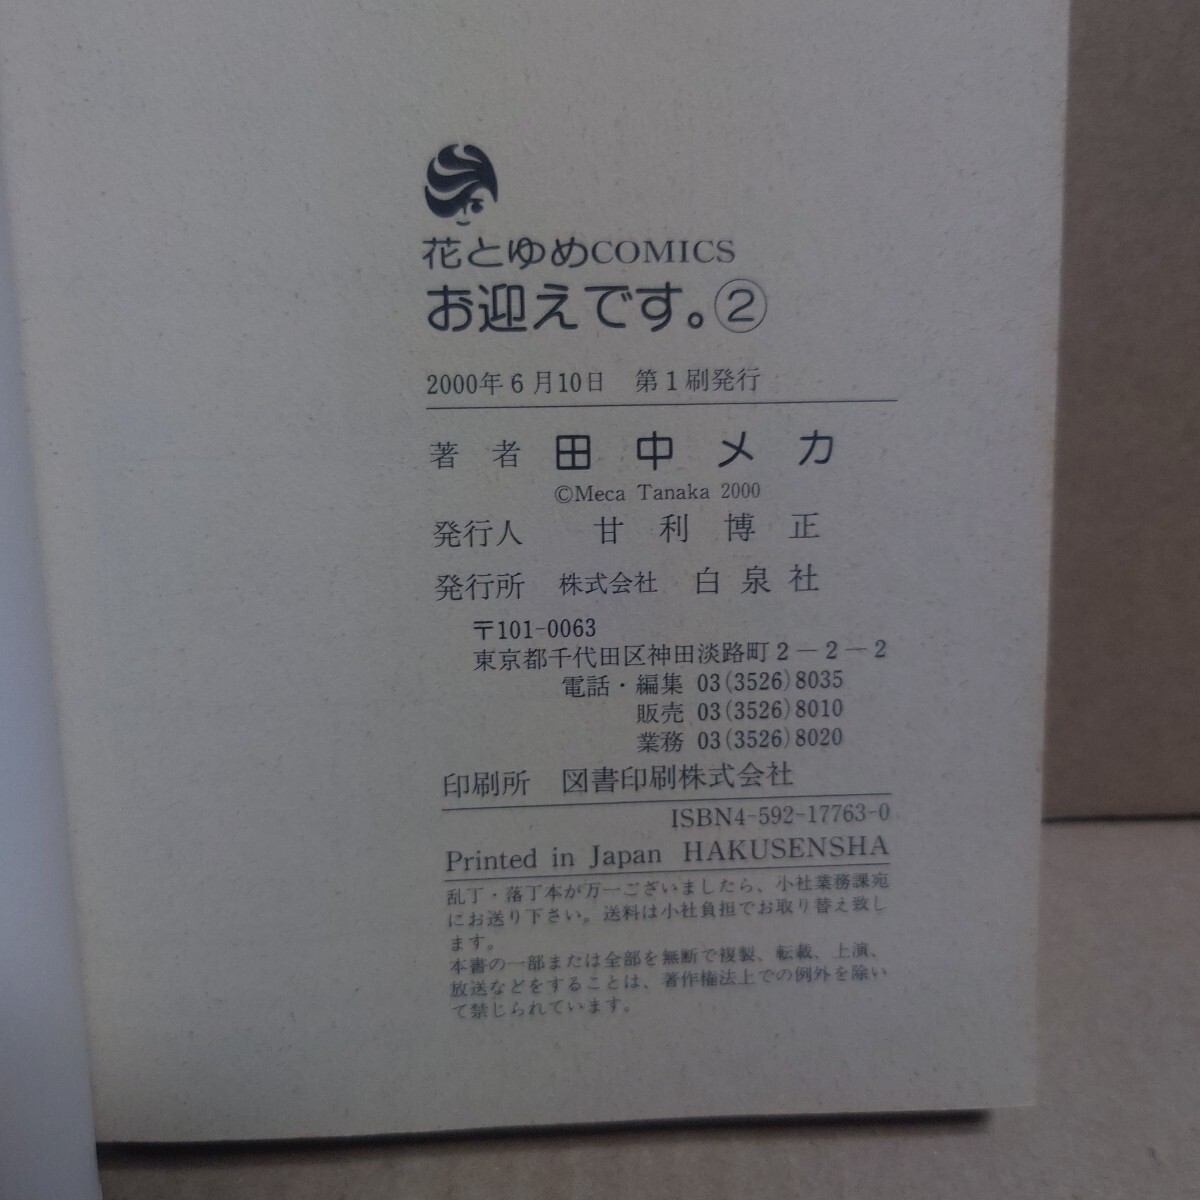 花とゆめCOMICS
お迎えです。②
2000年6月10日 第1刷発行
著者 田中メカ
©Meca Tanaka 2000
発行人 甘利博正
発行所 株式会社 白泉社
〒101-0063
東京都千代田区神田淡路町2-2-2
電話・編集 03(3526)8035
販売 03(3526)8010
業務 03(3526)8020
印刷所 図書印刷株式会社
ISBN4-592-17763-0
Printed in Japan HAKUSENSHA
乱丁・落丁本が万一ございましたら、小社業務課宛
にお送り下さい。送料は小社負担でお取り替え致し
ます。
本書の一部または全部を無断で複製、転載、上演、
放送などをすることは、著作権法上での例外を除い
て禁じられています。